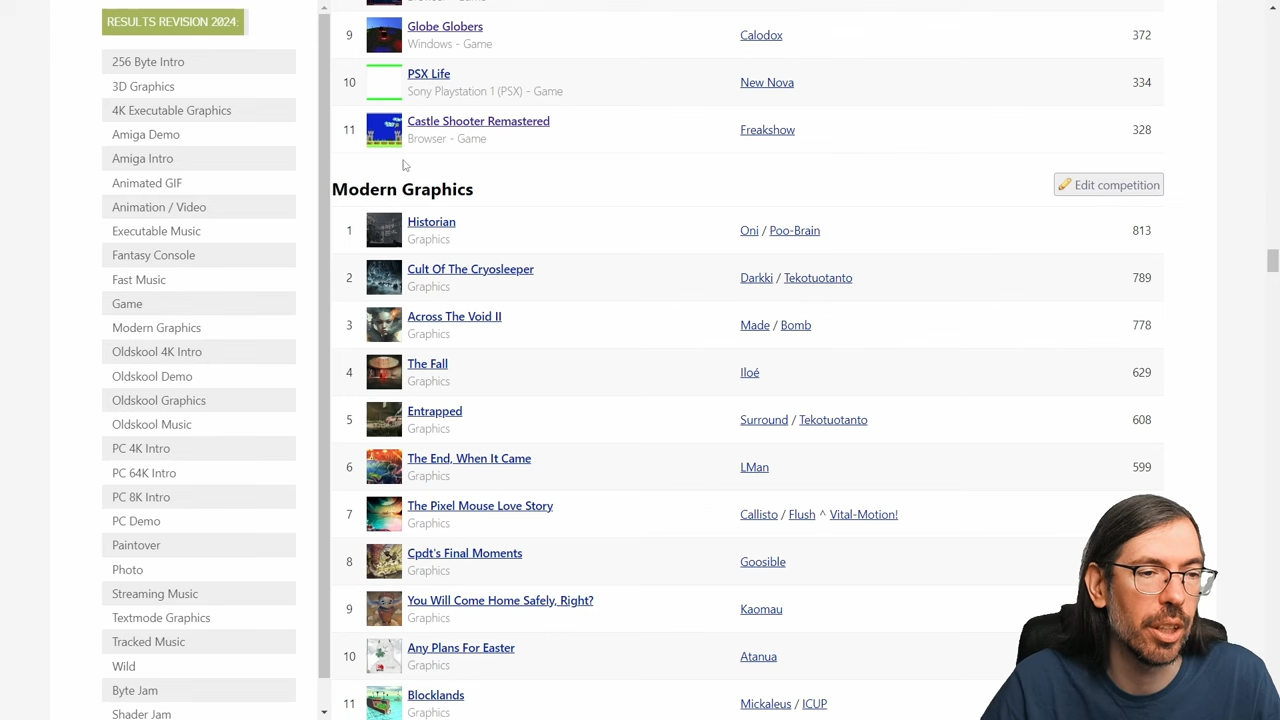 RESULTS REVISION 2024:
256 Byte Intro
3D Graphics
4K Executable Graphics
Amiga Demo
Amiga Intro
Animated GIF
Animation / Video
Executable Music
Fantasy Console
Game
Modern Graphics
Oldskool 4K Intro
Oldskool Demo
Oldskool Graphics
Oldskool Music
PC 64K Intro
PC 8K Intro
PC Demo
Paintover
Photo
Streaming Music
Textmode Graphics
Tracked Music
Wild
Byte Jam
Shader Jam
9 Globe Globers Calodox 372
Windows - Game
10 PSX Life New Nova 334
Sony Playstation 1 (PSX) - Game
11 Castle Shooter Remastered Freakshow 328
Browser - Game
Modern Graphics Edit competition
1 Historian Oni / Poo-Brain 813
Graphics
2 Cult Of The Cryosleeper Darkki / Tekotuotanto 789
Graphics
3 Across The Void II Made / Bomb 778
Graphics
4 The Fall Iloé 629
Graphics
5 Entrapped Surround / Tekotuotanto 608
Graphics
6 The End, When It Came LMan 599
Graphics
7 The Pixel Mouse Love Story Callisto / Flush ^ Vital-Motion!
Graphics
8 Cpdt's Final Moments Goosible
Graphics
9 You Will Come Home Safely, Right? Kaomau
Graphics
10 Any Plans For Easter Atanua
Graphics
11 Blocklands Mickaleus / ICUP